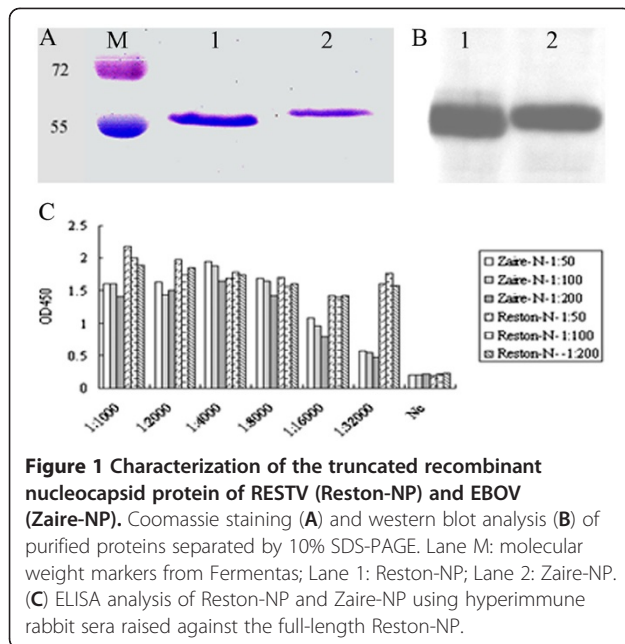 A M 1 2 B 1 2
72
55
C
2.5
2
1.5
1
0.5
0
OD450
1:1000 1:2000 1:4000 1:8000 1:16000 1:32000 Ne
Zaire-N-1:50
Zaire-N-1:100
Zaire-N-1:200
Reston-N-1:50
Reston-N-1:100
Reston-N--1:200
Figure 1 Characterization of the truncated recombinant
nucleocapsid protein of RESTV (Reston-NP) and EBOV
(Zaire-NP). Coomassie staining (A) and western blot analysis (B) of
purified proteins separated by 10% SDS-PAGE. Lane M: molecular
weight markers from Fermentas; Lane 1: Reston-NP; Lane 2: Zaire-NP.
(C) ELISA analysis of Reston-NP and Zaire-NP using hyperimmune
rabbit sera raised against the full-length Reston-NP.